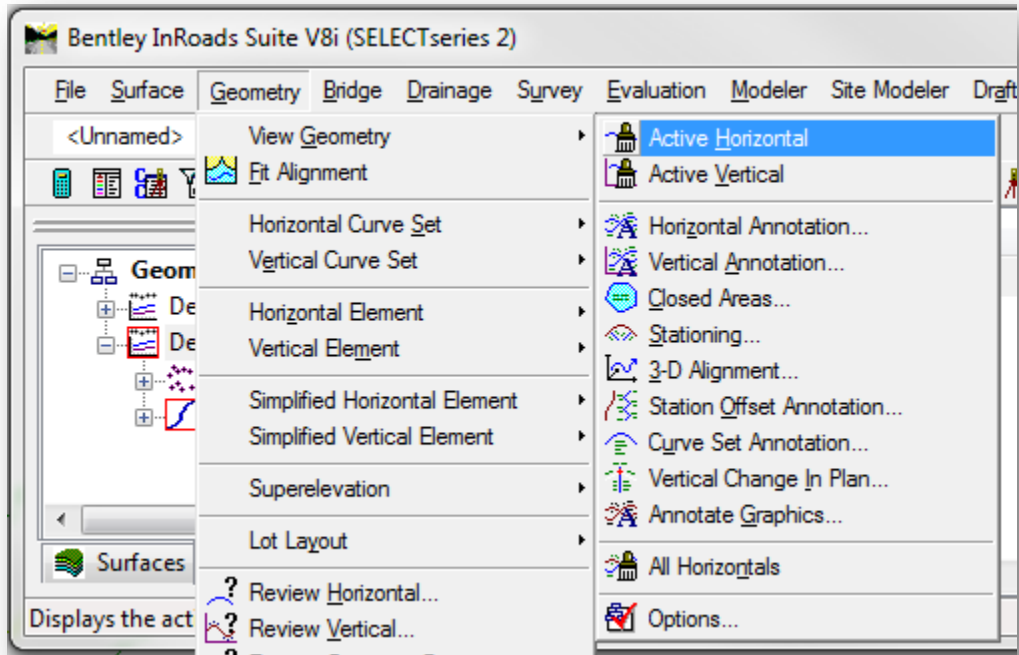 Bentley InRoads Suite V8i (SELECTseries 2)
File Surface Geometry Bridge Drainage Survey Evaluation Modeler Site Modeler Draft
<Unnamed>
View Geometry
Fit Alignment
Horizontal Curve Set
Vertical Curve Set
Horizontal Element
Vertical Element
Simplified Horizontal Element
Simplified Vertical Element
Superelevation
Lot Layout
Review Horizontal...
Review Vertical...
Active Horizontal
Active Vertical
Horizontal Annotation...
Vertical Annotation...
Closed Areas...
Stationing...
3-D Alignment...
Station Offset Annotation...
Curve Set Annotation...
Vertical Change In Plan...
Annotate Graphics...
All Horizontals
Options...
Geom
De
De
Surfaces
Displays the act